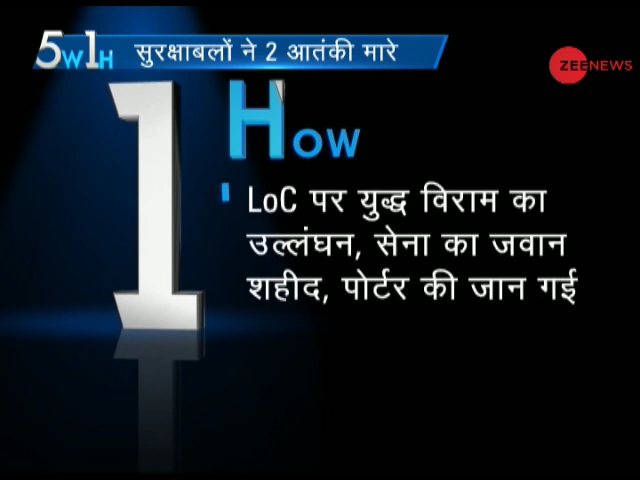 5W1H सुरक्षाबलों ने 2 आतंकी मारे
ZEENEWS
1
How
LoC पर युद्ध विराम का
उल्लंघन, सेना का जवान
शहीद, पोर्टर की जान गई